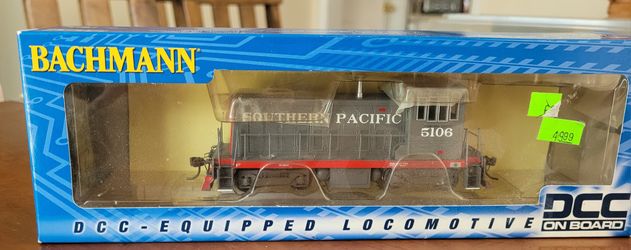 BACHMANN
SOUTHERN PACIFIC
5106
4999
DCC-EQUIPPED LOCOMOTIVE
DCC
ON BOARD